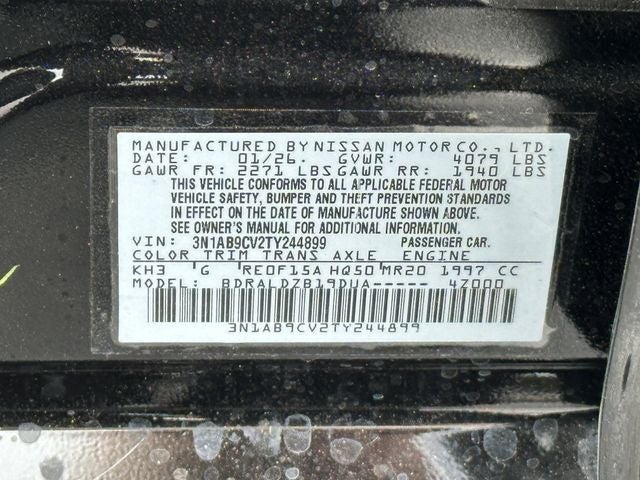 MANUFACTURED BY NISSAN MOTOR CO., LTD.
DATE: 01/26. GVWR: 4079 LBS
GAWR FR: 2271 LBS GAWR RR: 1940 LBS
THIS VEHICLE CONFORMS TO ALL APPLICABLE FEDERAL MOTOR
VEHICLE SAFETY, BUMPER AND THEFT PREVENTION STANDARDS
IN EFFECT ON THE DATE OF MANUFACTURE SHOWN ABOVE.
SEE OWNER'S MANUAL FOR ADDITIONAL INFORMATION.
VIN: 3N1AB9CV2TY244899 PASSENGER CAR.
COLOR TRIM TRANS AXLE ENGINE
KH3 G RE0F15A HQ50 MR20 1997 CC
MODEL: BDRALDZB19DUA----- 4Z000
3N1AB9CV2TY244899